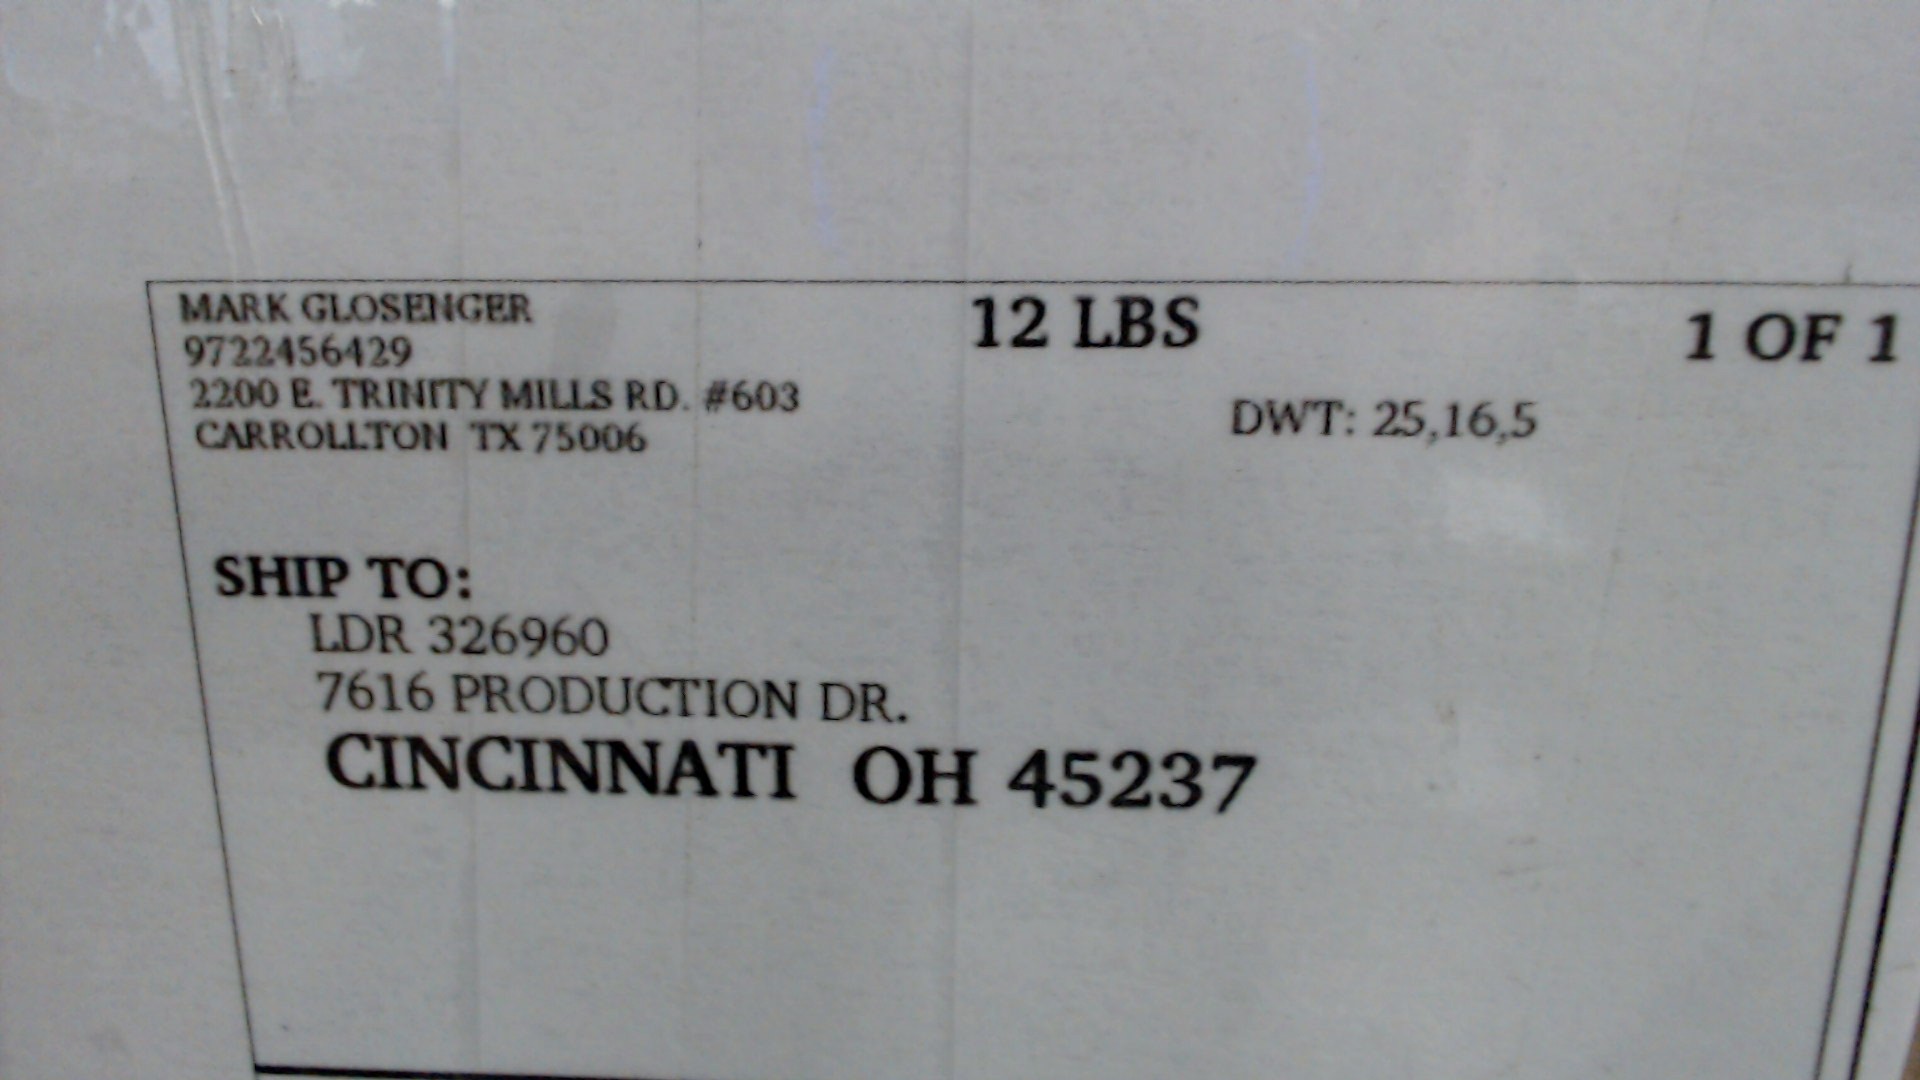 MARK GLOSENGER
9722456429
2200 E. TRINITY MILLS RD. #603
CARROLLTON TX 75006
12 LBS
1 OF 1
DWT: 25,16,5
SHIP TO:
LDR 326960
7616 PRODUCTION DR.
CINCINNATI OH 45237